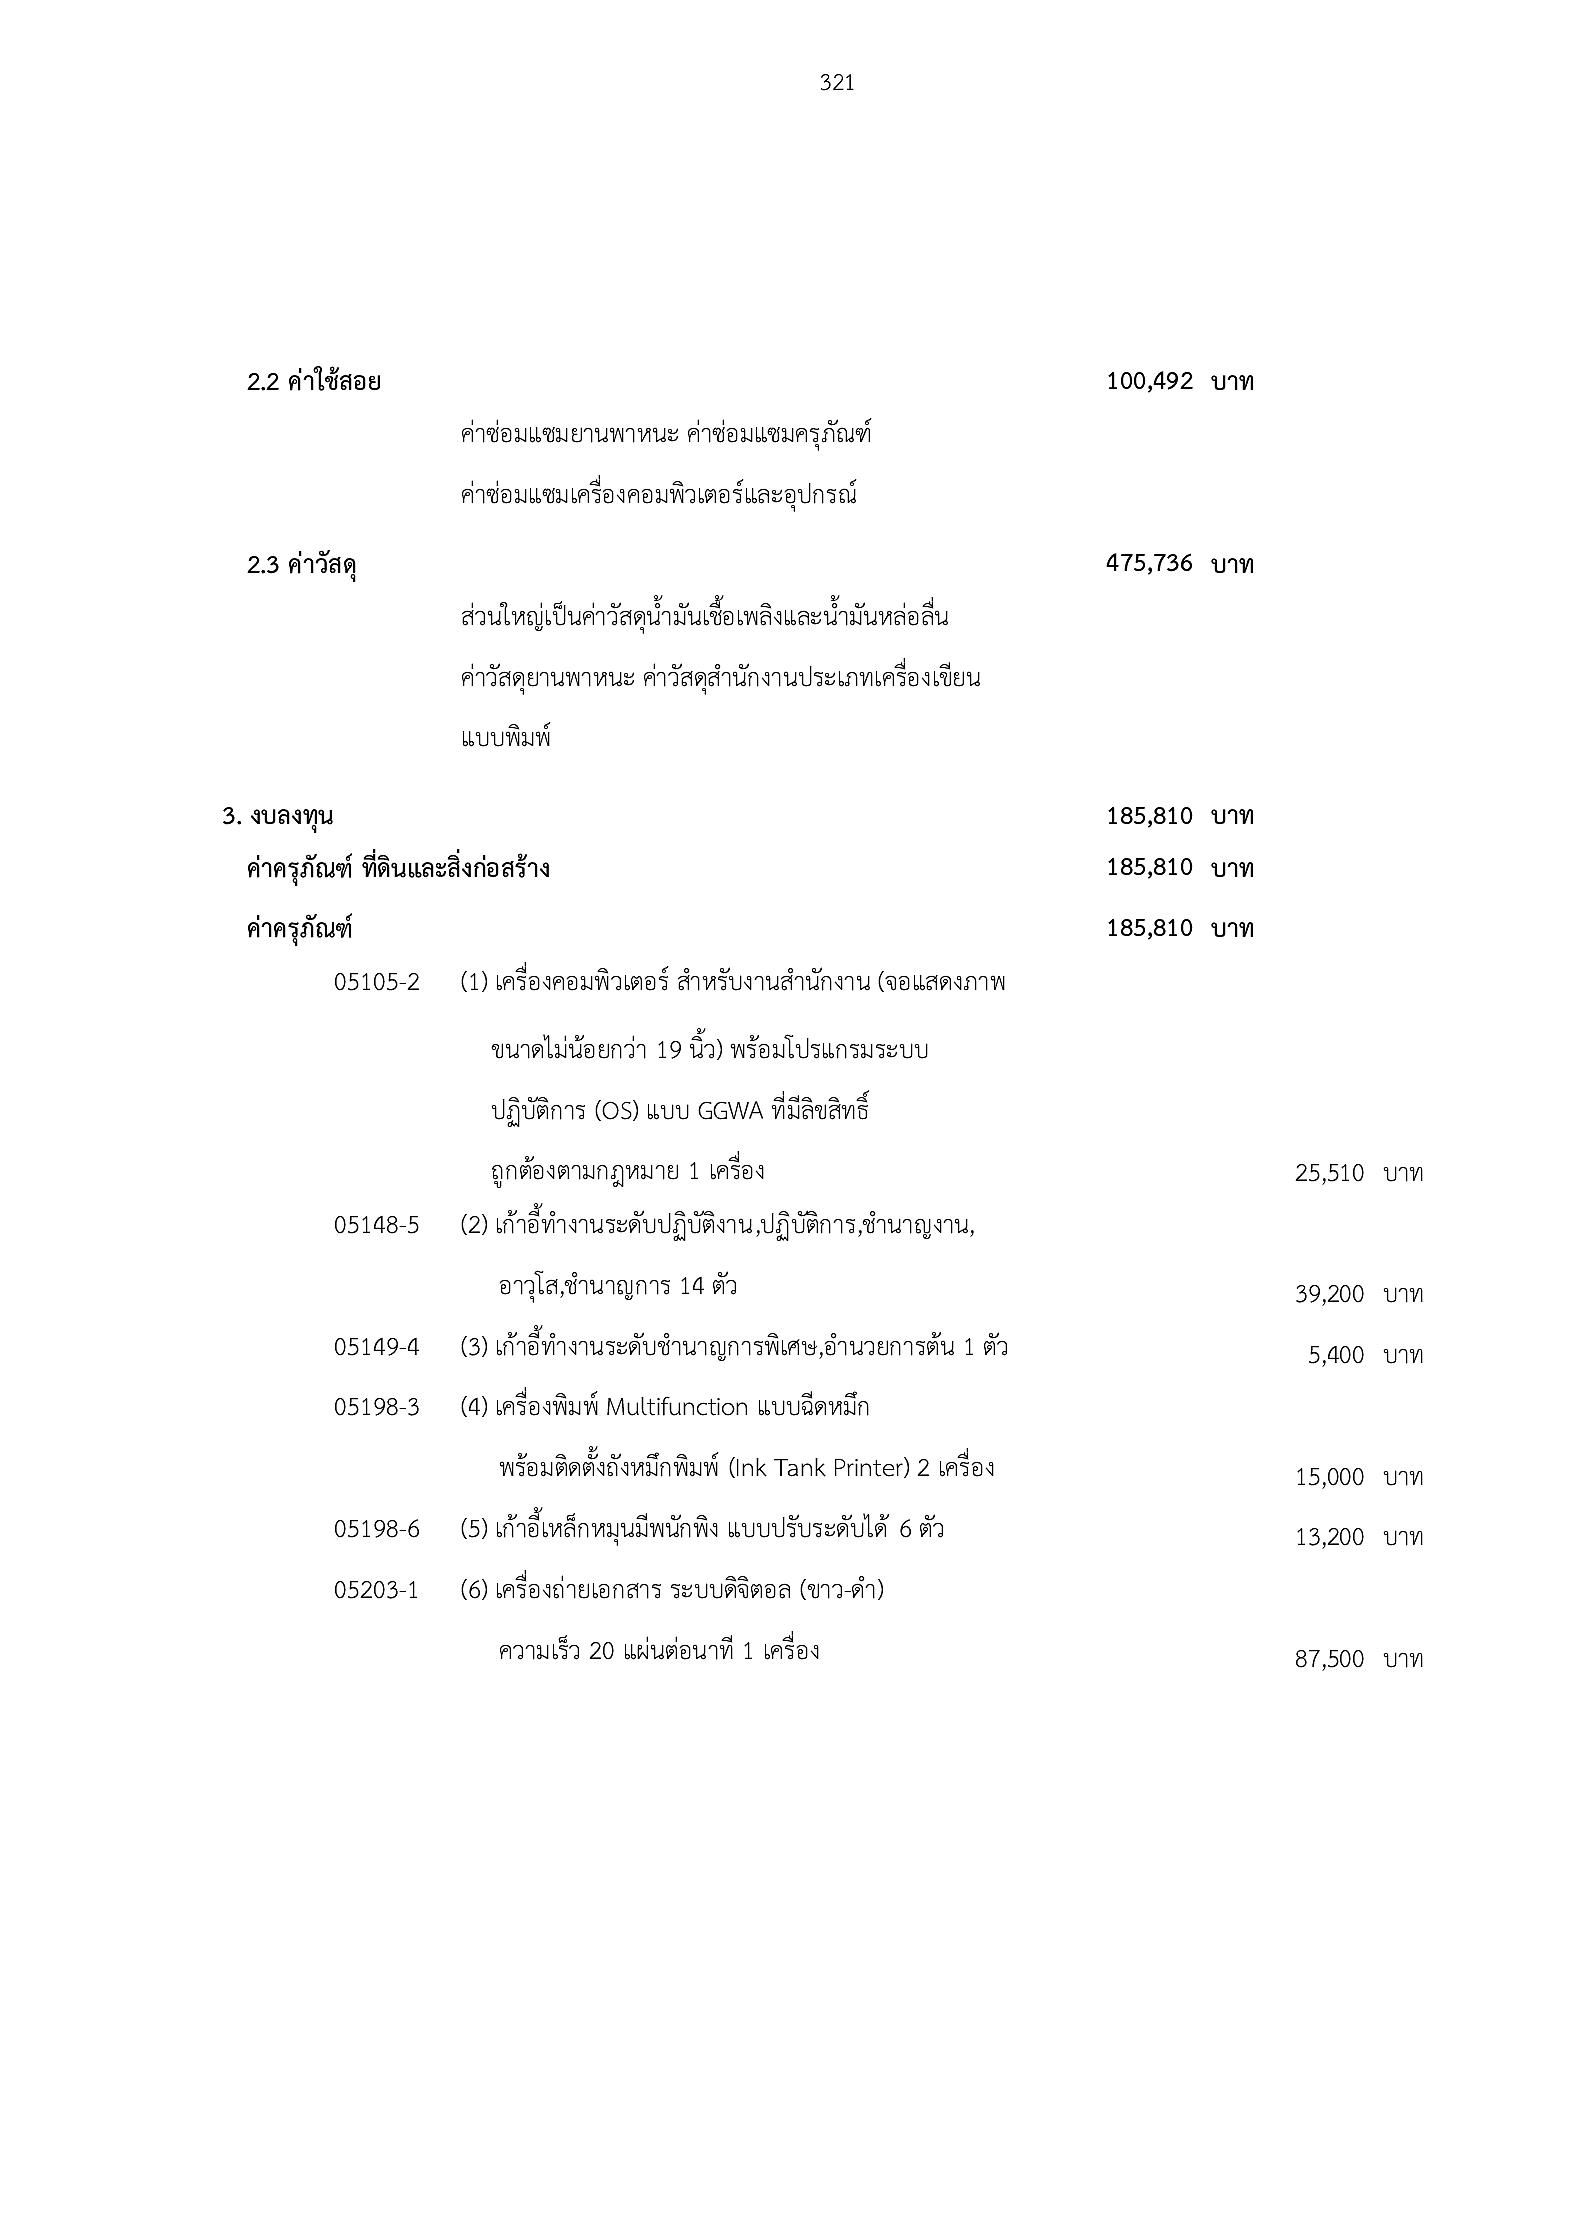 321
2.2 ค่าใช้สอย 100,492 บาท
ค่าซ่อมแซมยานพาหนะ ค่าซ่อมแซมครุภัณฑ์
ค่าซ่อมแซมเครื่องคอมพิวเตอร์และอุปกรณ์
2.3 ค่าวัสดุ 475,736 บาท
ส่วนใหญ่เป็นค่าวัสดุน้ำมันเชื้อเพลิงและน้ำมันหล่อลื่น
ค่าวัสดุยานพาหนะ ค่าวัสดุสำนักงานประเภทเครื่องเขียน
แบบพิมพ์
3. งบลงทุน 185,810 บาท
ค่าครุภัณฑ์ ที่ดินและสิ่งก่อสร้าง 185,810 บาท
ค่าครุภัณฑ์ 185,810 บาท
05105-2 (1) เครื่องคอมพิวเตอร์ สำหรับงานสำนักงาน (จอแสดงภาพ
ขนาดไม่น้อยกว่า 19 นิ้ว) พร้อมโปรแกรมระบบ
ปฏิบัติการ (OS) แบบ GGWA ที่มีลิขสิทธิ์
ถูกต้องตามกฎหมาย 1 เครื่อง 25,510 บาท
05148-5 (2) เก้าอี้ทำงานระดับปฏิบัติงาน,ปฏิบัติการ,ชำนาญงาน,
อาวุโส,ชำนาญการ 14 ตัว 39,200 บาท
05149-4 (3) เก้าอี้ทำงานระดับชำนาญการพิเศษ,อำนวยการต้น 1 ตัว 5,400 บาท
05198-3 (4) เครื่องพิมพ์ Multifunction แบบฉีดหมึก
พร้อมติดตั้งถังหมึกพิมพ์ (Ink Tank Printer) 2 เครื่อง 15,000 บาท
05198-6 (5) เก้าอี้เหล็กหมุนมีพนักพิง แบบปรับระดับได้ 6 ตัว 13,200 บาท
05203-1 (6) เครื่องถ่ายเอกสาร ระบบดิจิตอล (ขาว-ดำ)
ความเร็ว 20 แผ่นต่อนาที 1 เครื่อง 87,500 บาท